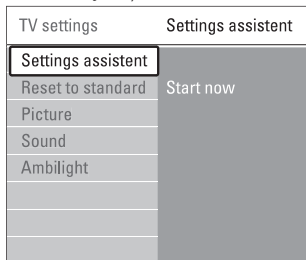 TV settings
Settings assistent
Settings assistent
Reset to standard
Start now
Picture
Sound
Ambilight